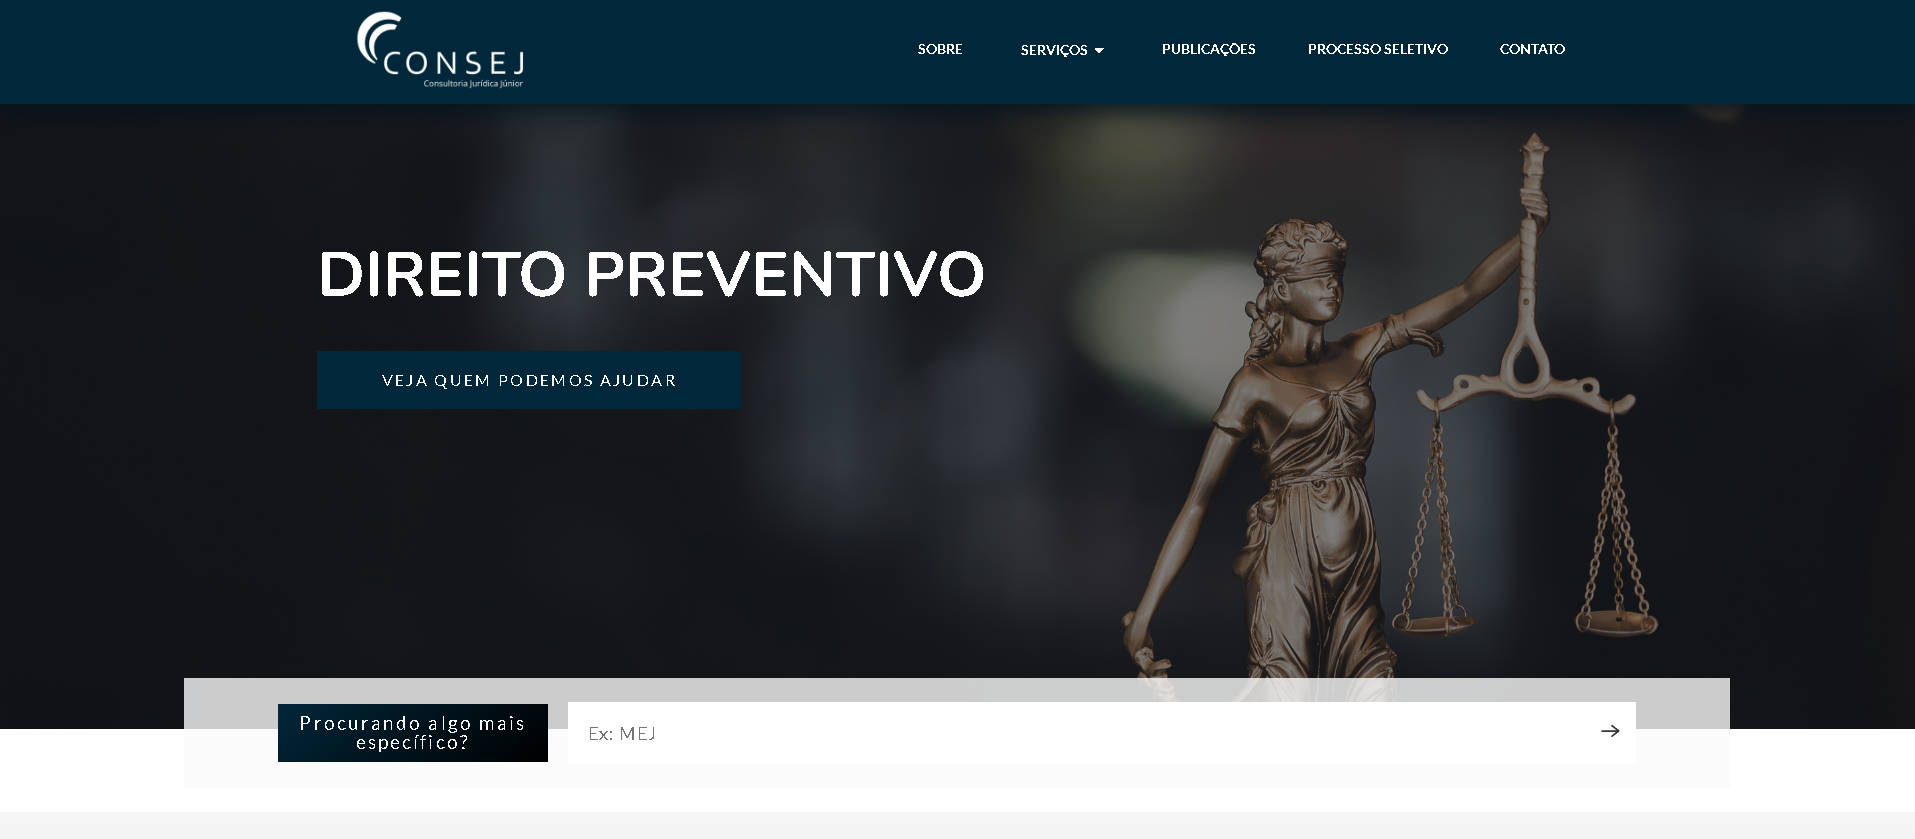 CONSEJ
Consultoria Jurídica Júnior
SOBRE
SERVIÇOS
PUBLICAÇÕES
PROCESSO SELETIVO
CONTATO
DIREITO PREVENTIVO
VEJA QUEM PODEMOS AJUDAR
Procurando algo mais
específico?
Ex: MEJ